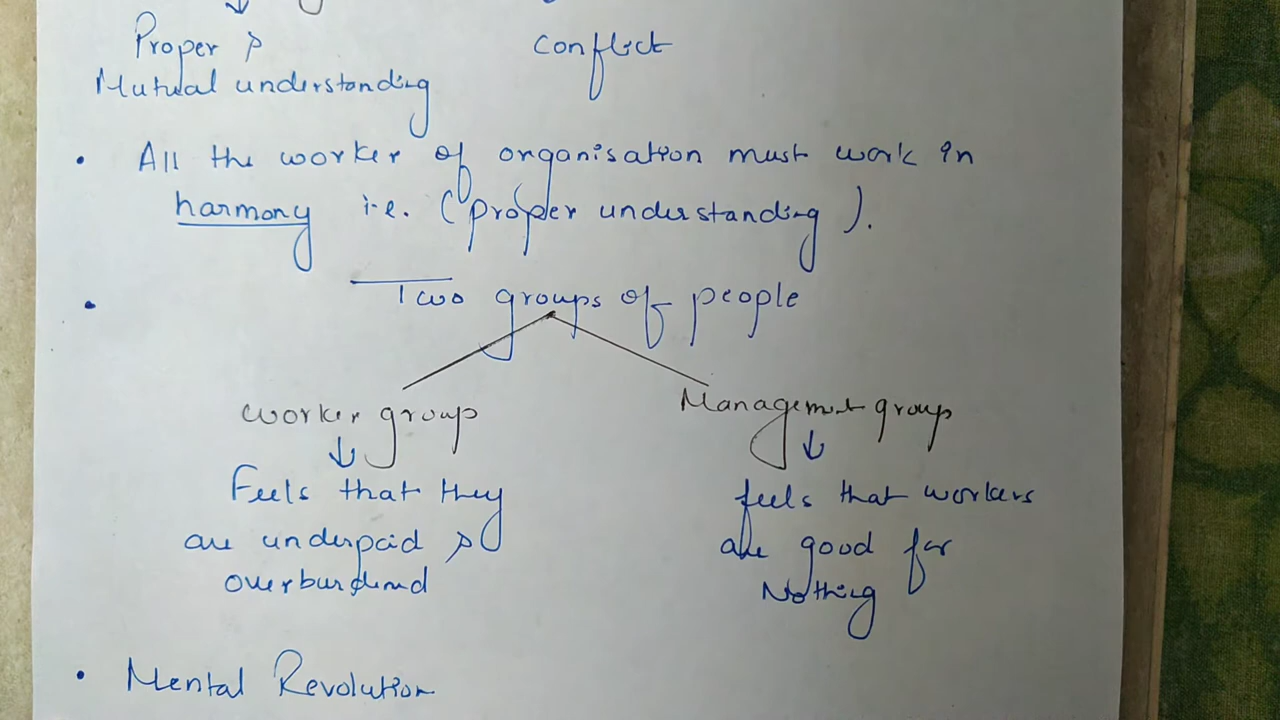 Proper &
Conflict
Mutual understanding
• All the worker of organisation must work in
harmony i.e. (proper understanding).
• Two groups of people
Worker group
Management group
Feels that they
are underpaid &
overburdened
feels that workers
are good for
Nothing
• Mental Revolution